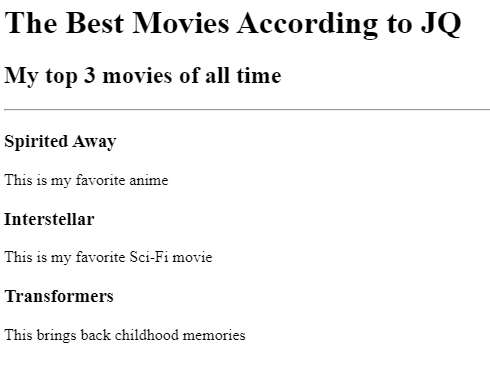 The Best Movies According to JQ
My top 3 movies of all time
Spirited Away
This is my favorite anime
Interstellar
This is my favorite Sci-Fi movie
Transformers
This brings back childhood memories